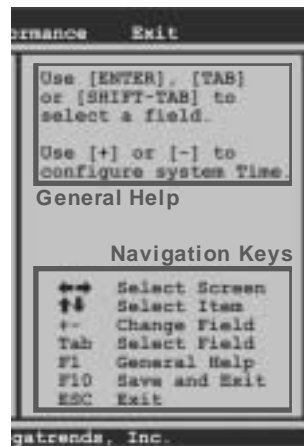 ormance Exit
Use [ENTER], [TAB]
or [SHIFT-TAB] to
select a field.
Use [+] or [-] to
configure system Time.
General Help
Navigation Keys
←→ Select Screen
↑↓ Select Item
+- Change Field
Tab Select Field
F1 General Help
F10 Save and Exit
ESC Exit
gatrends, Inc.